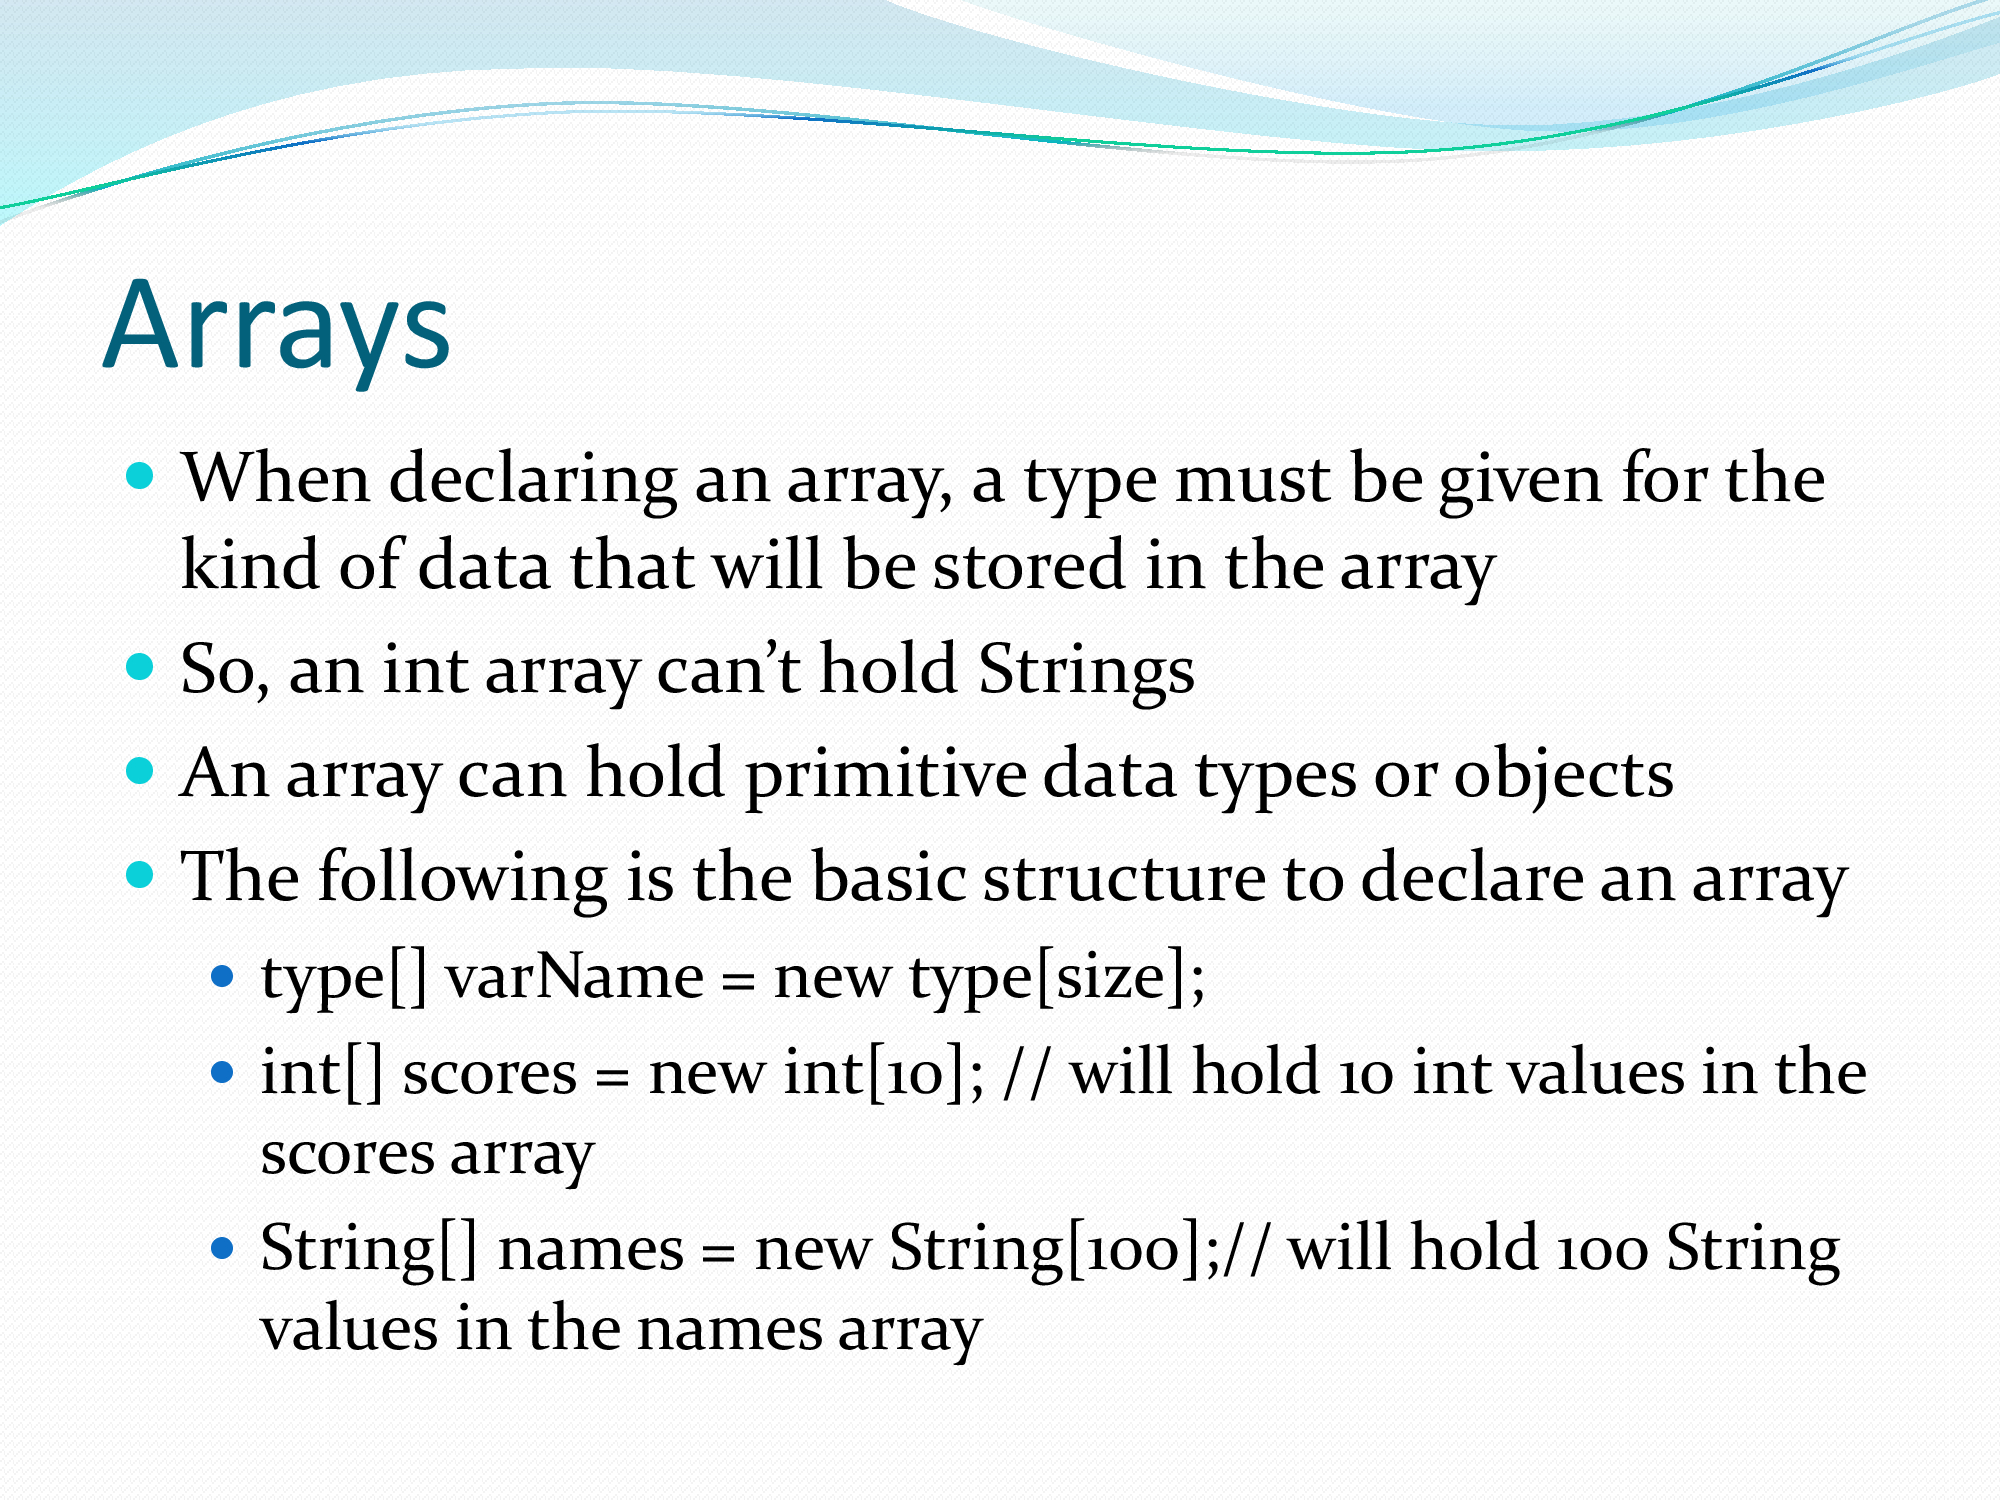 Arrays
• When declaring an array, a type must be given for the
kind of data that will be stored in the array
• So, an int array can’t hold Strings
• An array can hold primitive data types or objects
• The following is the basic structure to declare an array
• type[] varName = new type[size];
• int[] scores = new int[10]; // will hold 10 int values in the
scores array
• String[] names = new String[100];// will hold 100 String
values in the names array